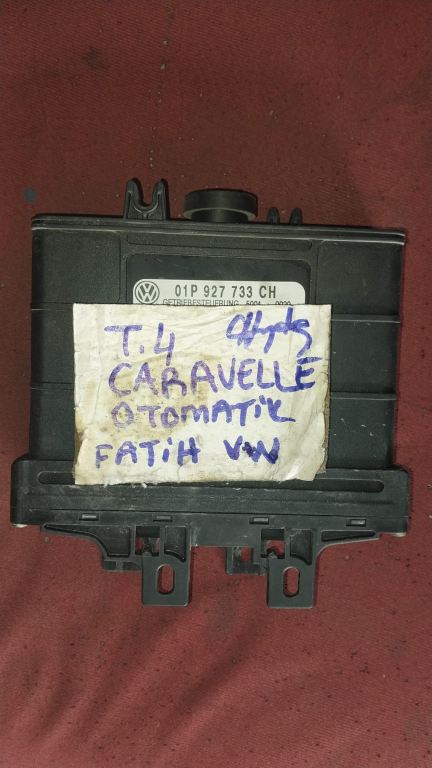 01P 927 733 CH
GETRIEBESTEUERUNG
T.4
CARAVELLE
OTOMATİK
FATİH VW